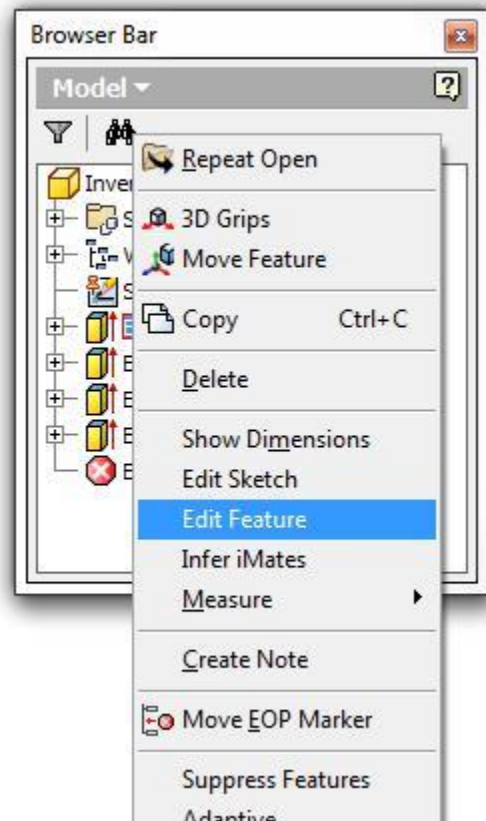 Browser Bar
Model
Repeat Open
3D Grips
Move Feature
Copy Ctrl+C
Delete
Show Dimensions
Edit Sketch
Edit Feature
Infer iMates
Measure
Create Note
Move EOP Marker
Suppress Features
Adaptive